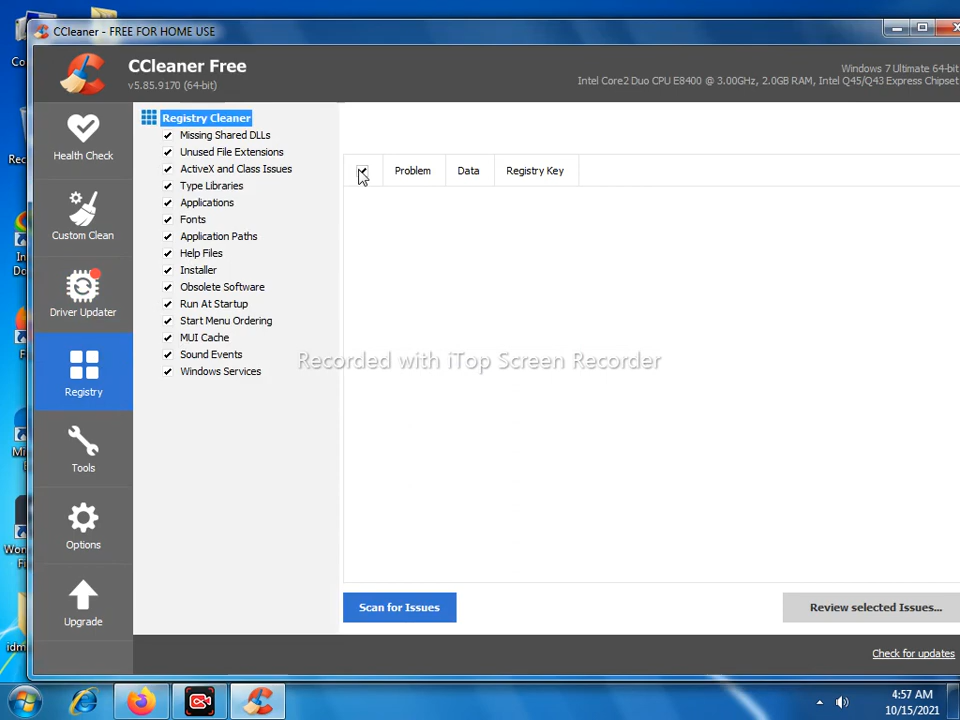 CCleaner - FREE FOR HOME USE
CCleaner Free
v5.85.9170 (64-bit)
Windows 7 Ultimate 64-bit
Intel Core2 Duo CPU E8400 @ 3.00GHz, 2.0GB RAM, Intel Q45/Q43 Express Chipset
Health Check
Custom Clean
Driver Updater
Registry
Tools
Options
Upgrade
Registry Cleaner
Missing Shared DLLs
Unused File Extensions
ActiveX and Class Issues
Type Libraries
Applications
Fonts
Application Paths
Help Files
Installer
Obsolete Software
Run At Startup
Start Menu Ordering
MUI Cache
Sound Events
Windows Services
Problem Data Registry Key
Recorded with iTop Screen Recorder
Scan for Issues
Review selected Issues...
Check for updates
4:57 AM
10/15/2021